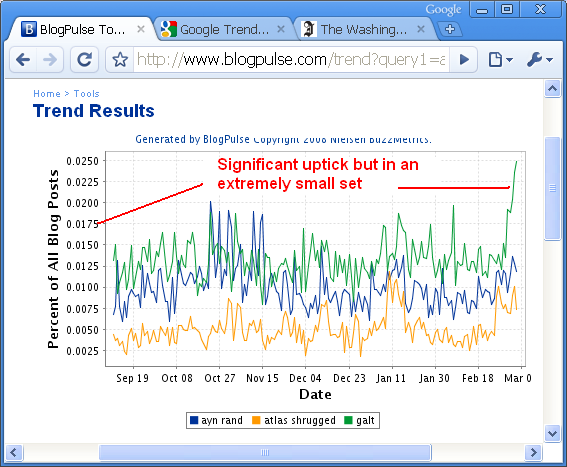 Google
BlogPulse To...
Google Trend...
The Washing...
http://www.blogpulse.com/trend?query1=a
Home > Tools
Trend Results
Generated by BlogPulse Copyright 2008 Nielsen BuzzMetrics.
Significant uptick but in an
extremely small set
Percent of All Blog Posts
0.0250
0.0225
0.0200
0.0175
0.0150
0.0125
0.0100
0.0075
0.0050
0.0025
Sep 19 Oct 08 Oct 27 Nov 15 Dec 04 Dec 23 Jan 11 Jan 30 Feb 18 Mar 0
Date
ayn rand atlas shrugged galt